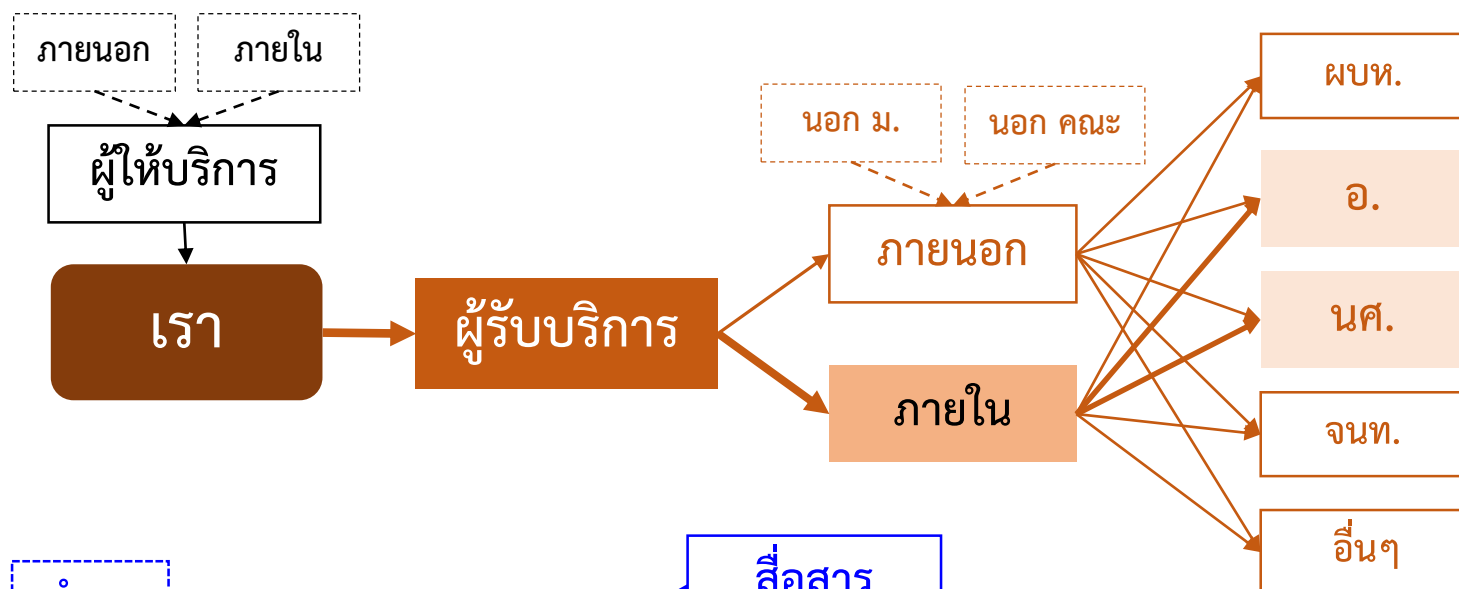 ภายนอก
ภายใน
ผู้ให้บริการ
เรา
ผู้รับบริการ
นอก ม.
นอก คณะ
ภายนอก
ภายใน
ผบห.
อ.
นศ.
จนท.
อื่นๆ
สื่อสาร